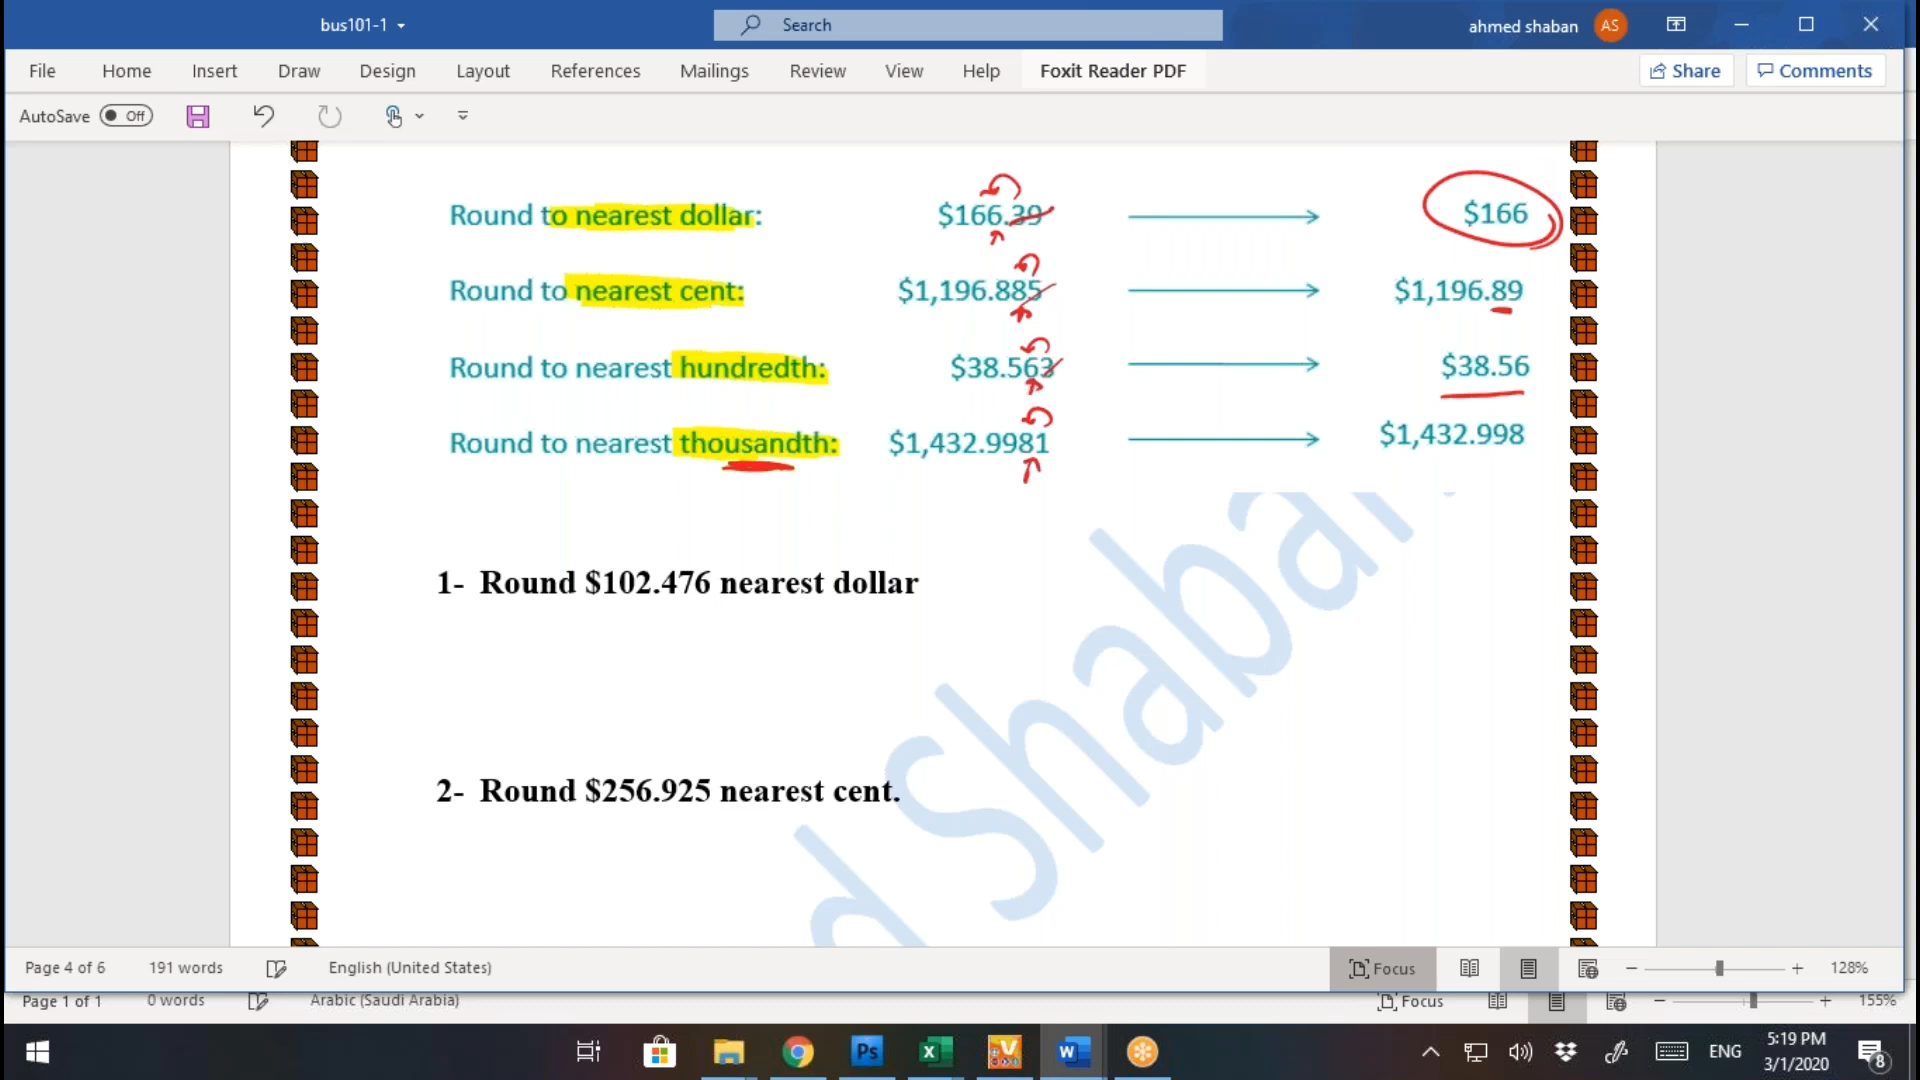 bus101-1
Search
ahmed shaban AS
File Home Insert Draw Design Layout References Mailings Review View Help Foxit Reader PDF Share Comments
AutoSave Off
Round to nearest dollar: $166.39 $166
Round to nearest cent: $1,196.885 $1,196.89
Round to nearest hundredth: $38.563 $38.56
Round to nearest thousandth: $1,432.9981 $1,432.998
1- Round $102.476 nearest dollar
2- Round $256.925 nearest cent.
d Shaban
Page 4 of 6 191 words English (United States) Focus 128%
Page 1 of 1 0 words Arabic (Saudi Arabia) Focus 155%
Ps X V W ENG 5:19 PM
3/1/2020 8